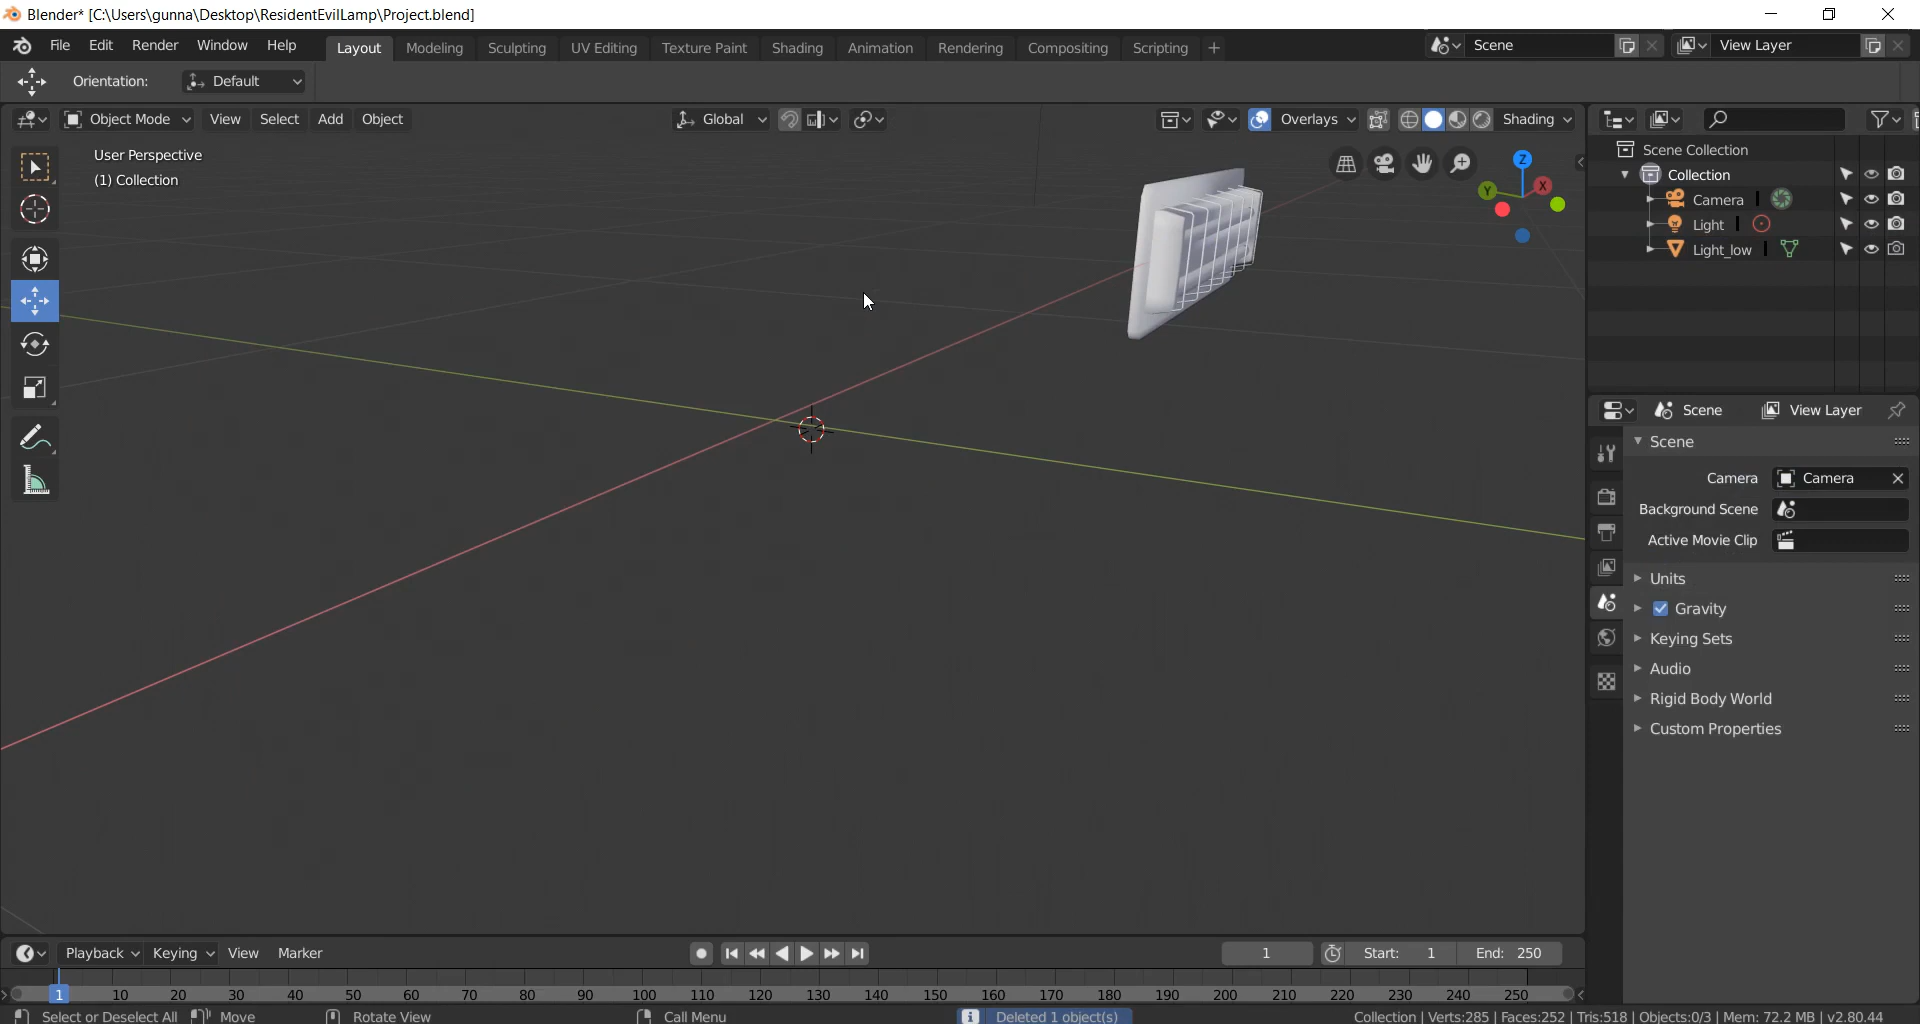 Blender* [C:\Users\gunna\Desktop\ResidentEvilLamp\Project.blend]
File Edit Render Window Help Layout Modeling Sculpting UV Editing Texture Paint Shading Animation Rendering Compositing Scripting + Scene View Layer
Orientation: Default
Object Mode View Select Add Object Global Overlays Shading
User Perspective
(1) Collection
Z
Y
X
Scene Collection
Collection
Camera
Light
Light_low
Scene View Layer
Scene
Camera Camera
Background Scene
Active Movie Clip
Units
Gravity
Keying Sets
Audio
Rigid Body World
Custom Properties
Playback Keying View Marker 1 Start: 1 End: 250
1 10 20 30 40 50 60 70 80 90 100 110 120 130 140 150 160 170 180 190 200 210 220 230 240 250
Select or Deselect All Move Rotate View Call Menu Deleted 1 object(s) Collection | Verts:285 | Faces:252 | Tris:518 | Objects:0/3 | Mem: 72.2 MB | v2.80.44